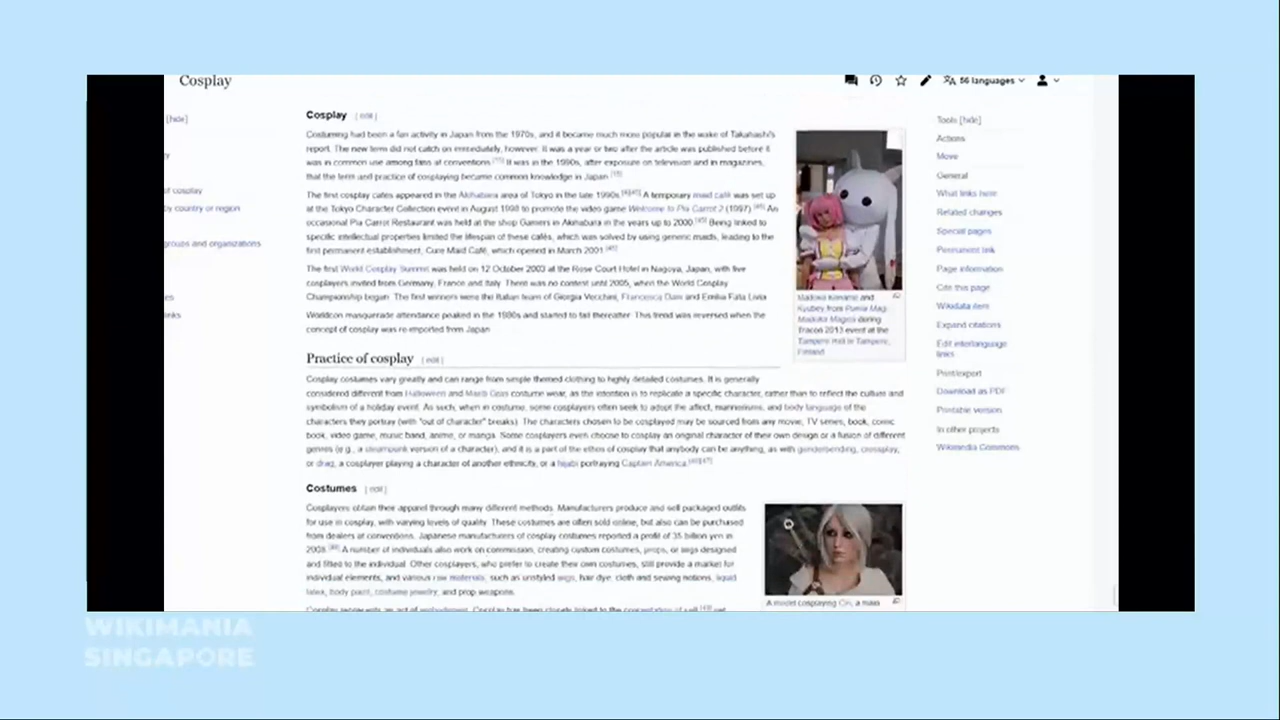 Cosplay
56 languages
[hide]
of cosplay
by country or region
groups and organizations
Cosplay [edit]
Costuming had been a fan activity in Japan from the 1970s, and it became much more popular in the wake of Takahashi's
report. The new term did not catch on immediately, however. It was a year or two after the article was published before it
was in common use among fans at conventions. It was in the 1990s, after exposure on television and in magazines,
that the term and practice of cosplaying became common knowledge in Japan.
The first cosplay cafés appeared in the Akihabara area of Tokyo in the late 1990s. A temporary maid café was set up
at the Tokyo Character Collection event in August 1998 to promote the video game Welcome to Pia Carrot 2 (1997). An
occasional Pia Carrot Restaurant was held at the shop Gamers in Akihabara in the years up to 2000. Being linked to
specific intellectual properties limited the lifespan of these cafés, which was solved by using generic maids, leading to the
first permanent establishment, Cure Maid Café, which opened in March 2001.
The first World Cosplay Summit was held on 12 October 2003 at the Rose Court Hotel in Nagoya, Japan, with five
cosplayers invited from Germany, France and Italy. There was no contest until 2005, when the World Cosplay
Championship began. The first winners were the Italian team of Giorgia Vecchini, Francesca Dani and Emilia Fata Livia
Worldcon masquerade attendance peaked in the 1980s and started to fall thereafter. This trend was reversed when the
concept of cosplay was re-imported from Japan
Madoka Kaname and
Kyubey from Puella Magi
Madoka Magica during
Tracon 2013 event at the
Tampere Hall in Tampere,
Finland
Practice of cosplay [edit]
Cosplay costumes vary greatly and can range from simple themed clothing to highly detailed costumes. It is generally
considered different from Halloween and Mardi Gras costume wear, as the intention is to replicate a specific character, rather than to reflect the culture and
symbolism of a holiday event. As such, when in costume, some cosplayers often seek to adopt the affect, mannerisms, and body language of the
characters they portray (with "out of character" breaks). The characters chosen to be cosplayed may be sourced from any movie, TV series, book, comic
book, video game, music band, anime, or manga. Some cosplayers even choose to cosplay an original character of their own design or a fusion of different
genres (e.g., a steampunk version of a character), and it is a part of the ethos of cosplay that anybody can be anything, as with genderbending, crossplay,
or drag, a cosplayer playing a character of another ethnicity, or a hijabi portraying Captain America.
Costumes [edit]
Cosplayers obtain their apparel through many different methods. Manufacturers produce and sell packaged outfits
for use in cosplay, with varying levels of quality. These costumes are often sold online, but also can be purchased
from dealers at conventions. Japanese manufacturers of cosplay costumes reported a profit of 35 billion yen in
2008. A number of individuals also work on commission, creating custom costumes, props, or wigs designed
and fitted to the individual. Other cosplayers, who prefer to create their own costumes, still provide a market for
individual elements, and various raw materials, such as unstyled wigs, hair dye, cloth and sewing notions, liquid
latex, body paint, costume jewelry, and prop weapons.
A model cosplaying Ciri, a main
Tools [hide]
Actions
Move
General
What links here
Related changes
Special pages
Permanent link
Page information
Cite this page
Wikidata item
Expand citations
Edit interlanguage
links
Print/export
Download as PDF
Printable version
In other projects
Wikimedia Commons
WIKIMANIA
SINGAPORE